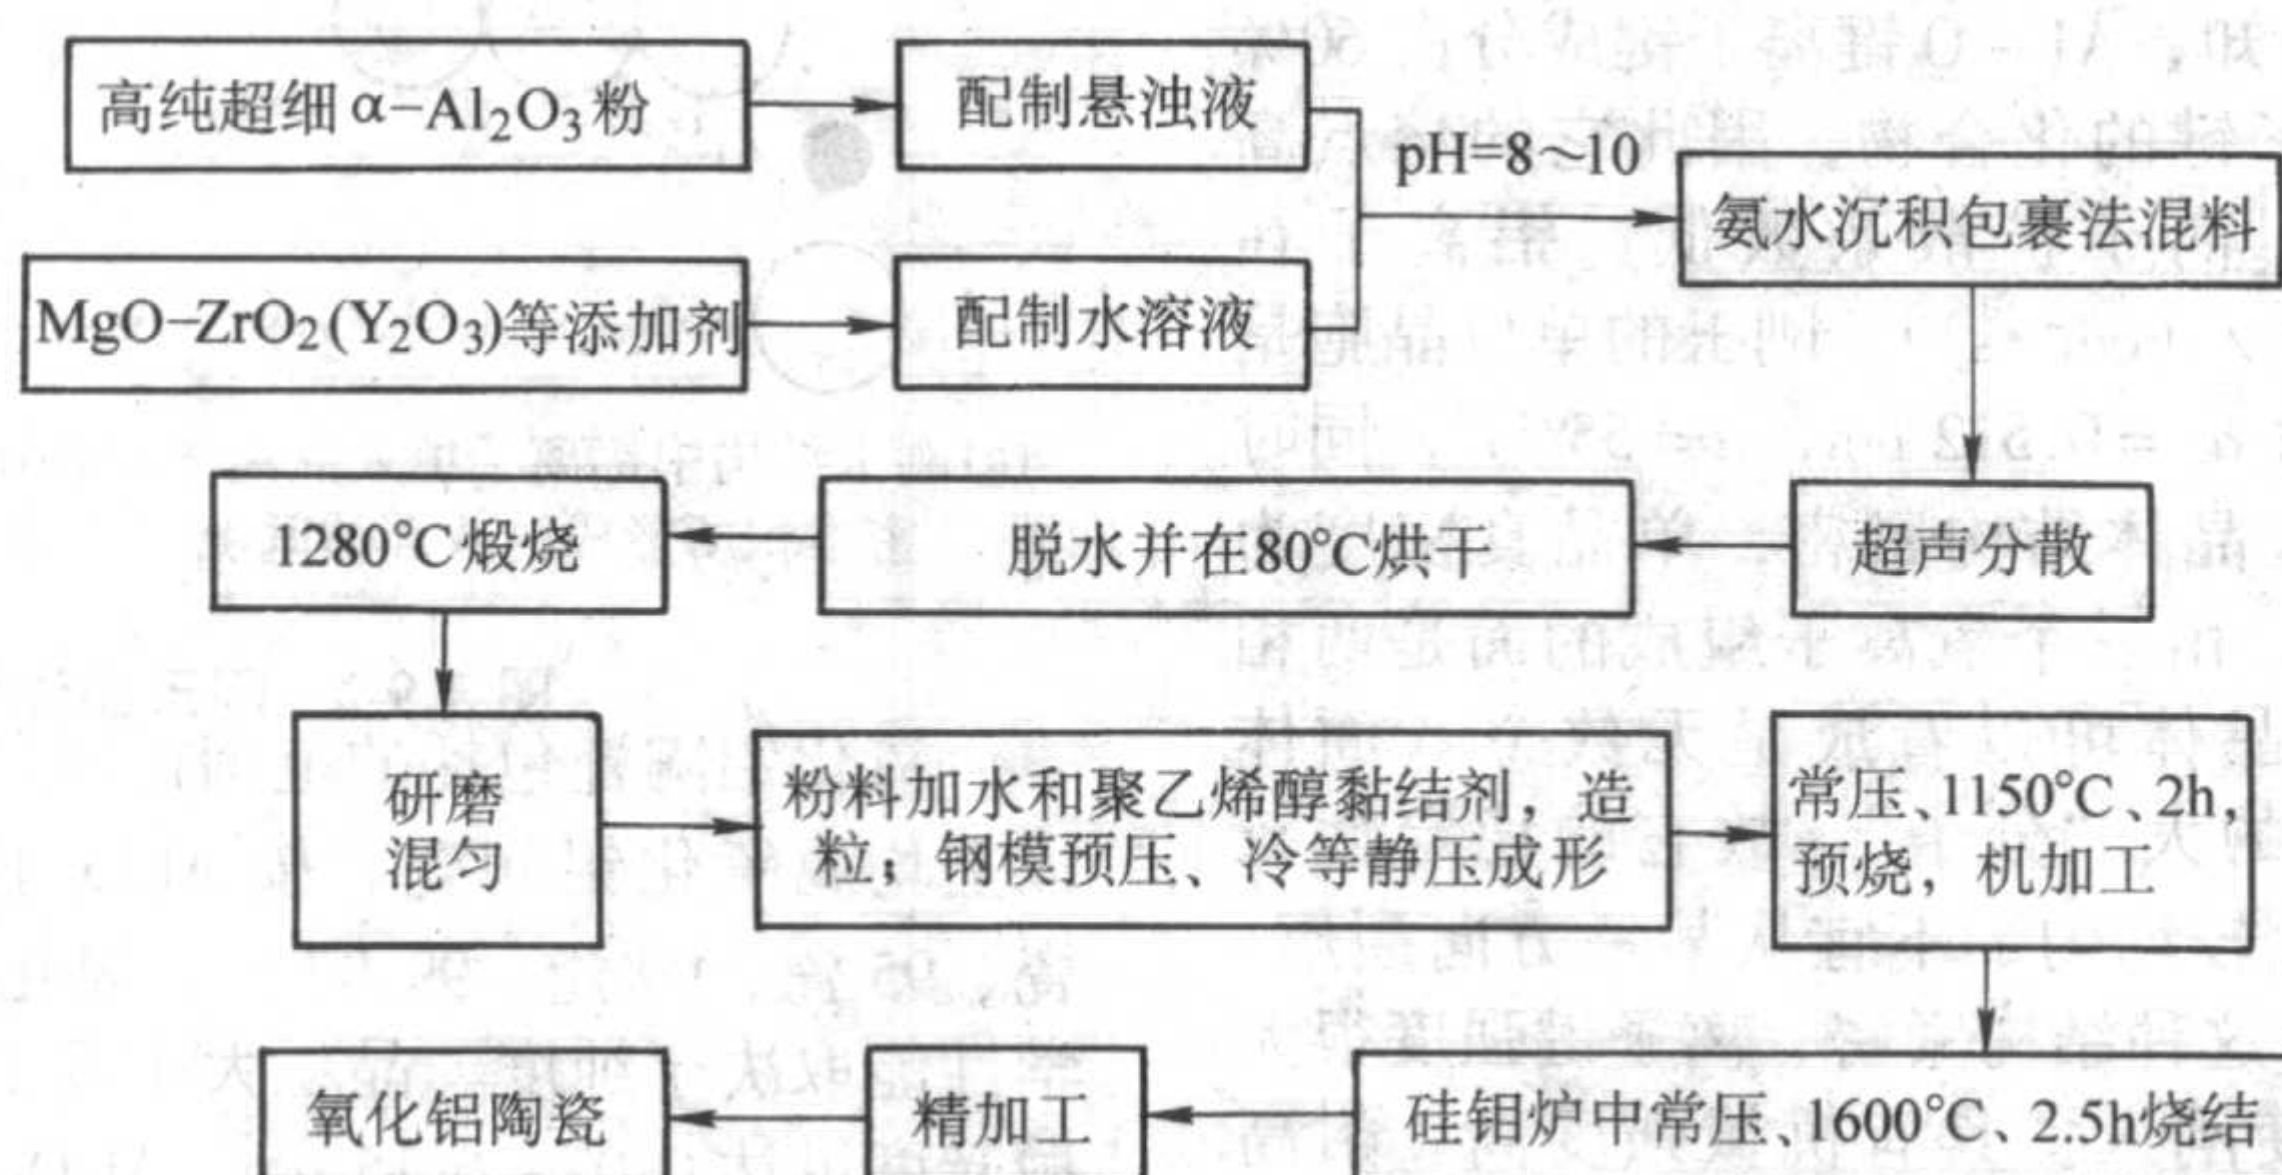 高纯超细α-Al₂O₃粉
配制悬浊液
pH=8～10
氨水沉积包裹法混料
MgO-ZrO₂(Y₂O₃)等添加剂
配制水溶液
超声分散
脱水并在80℃烘干
1280℃煅烧
研磨
混匀
粉料加水和聚乙烯醇黏结剂，造
粒；钢模预压、冷等静压成形
常压、1150℃、2h，
预烧，机加工
硅钼炉中常压、1600℃、2.5h烧结
精加工
氧化铝陶瓷